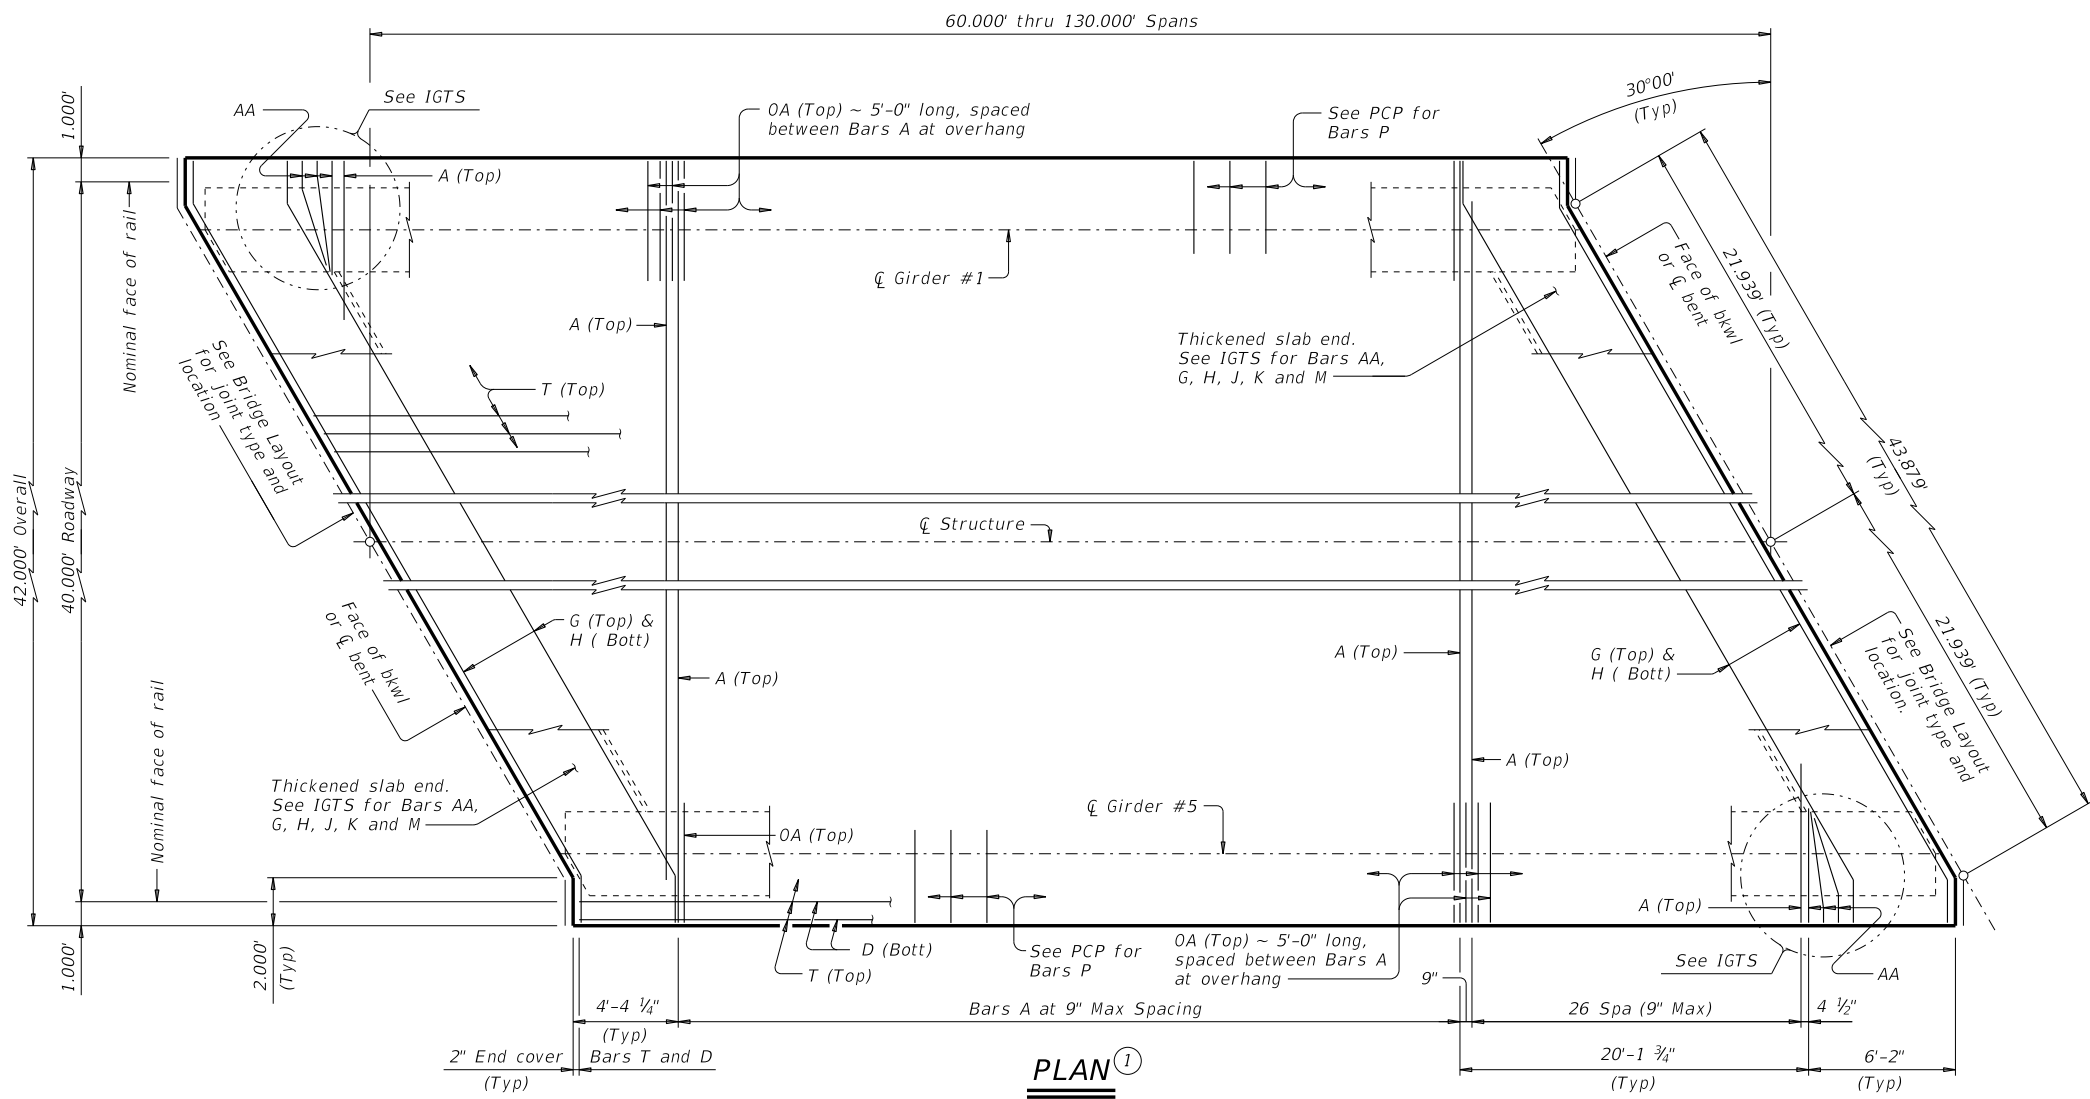 60.000' thru 130.000' Spans
1.000'
AA
See IGTS
OA (Top) ~ 5'-0" long, spaced
between Bars A at overhang
See PCP for
Bars P
30°00'
(Typ)
A (Top)
Nominal face of rail
℄ Girder #1
A (Top)
Face of bkwl
or ℄ bent
21.939' (Typ)
43.879'
(Typ)
See Bridge Layout
for joint type and
location
T (Top)
Thickened slab end.
See IGTS for Bars AA,
G, H, J, K and M
42.000' Overall
40.000' Roadway
℄ Structure
Face of bkwl
or ℄ bent
G (Top) &
H ( Bott)
A (Top)
A (Top)
G (Top) &
H ( Bott)
See Bridge Layout
for joint type and
location.
21.939' (Typ)
Nominal face of rail
A (Top)
Thickened slab end.
See IGTS for Bars AA,
G, H, J, K and M
OA (Top)
℄ Girder #5
A (Top)
1.000'
2.000'
(Typ)
D (Bott)
T (Top)
See PCP for
Bars P
OA (Top) ~ 5'-0" long,
spaced between Bars A
at overhang
9"
See IGTS
AA
4'-4 ¼"
(Typ)
Bars A at 9" Max Spacing
26 Spa (9" Max)
4 ½"
2" End cover
(Typ)
Bars T and D
20'-1 ¾"
(Typ)
6'-2"
(Typ)
PLAN 1